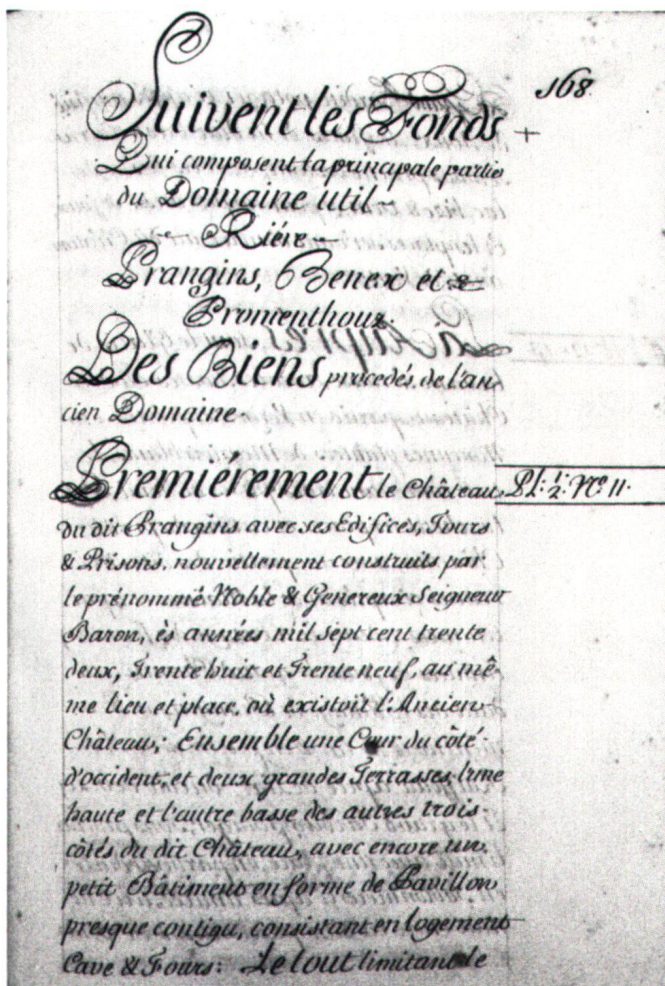 168.
Suivent les Fonds +
Qui composent la principale parties
du Domaine util
Riére
Prangins, Benex et
Promenthoux.
Des Biens procedés de l'an
cien Domaine
Premiérement le Château Pl: 1/2: N.º 11.
du dit Prangins avec ses Edifices, Tours
& Prisons, nouvellement construits par
le prénommé Noble & Genereux Seigneur
Baron, ès années mil sept cent trente
deux, Trente huit et Trente neuf, au mê-
me lieu et place, où existoit l'Ancien
Château; Ensemble une Cour du côté
d'occident, et deux grandes Terrasses, l'une
haute et l'autre basse des autres trois
côtés du dit Château, avec encore un
petit Bâtiment en forme de Pavillon
presque contigu, consistant en logement
Cave & Fours: Le tout limitant le